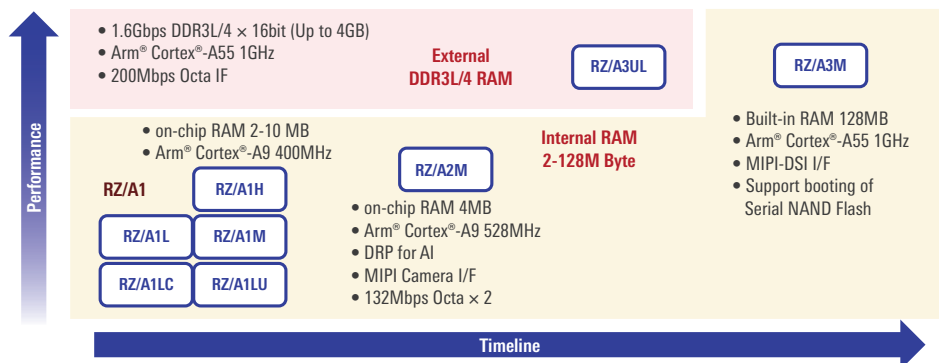 Performance
• 1.6Gbps DDR3L/4 × 16bit (Up to 4GB)
• Arm® Cortex®-A55 1GHz
• 200Mbps Octa IF
External
DDR3L/4 RAM
RZ/A3UL
RZ/A3M
• Built-in RAM 128MB
• Arm® Cortex®-A55 1GHz
• MIPI-DSI I/F
• Support booting of
Serial NAND Flash
• on-chip RAM 2-10 MB
• Arm® Cortex®-A9 400MHz
Internal RAM
2-128M Byte
RZ/A1
RZ/A1H
RZ/A1L
RZ/A1M
RZ/A1LC
RZ/A1LU
RZ/A2M
• on-chip RAM 4MB
• Arm® Cortex®-A9 528MHz
• DRP for AI
• MIPI Camera I/F
• 132Mbps Octa × 2
Timeline